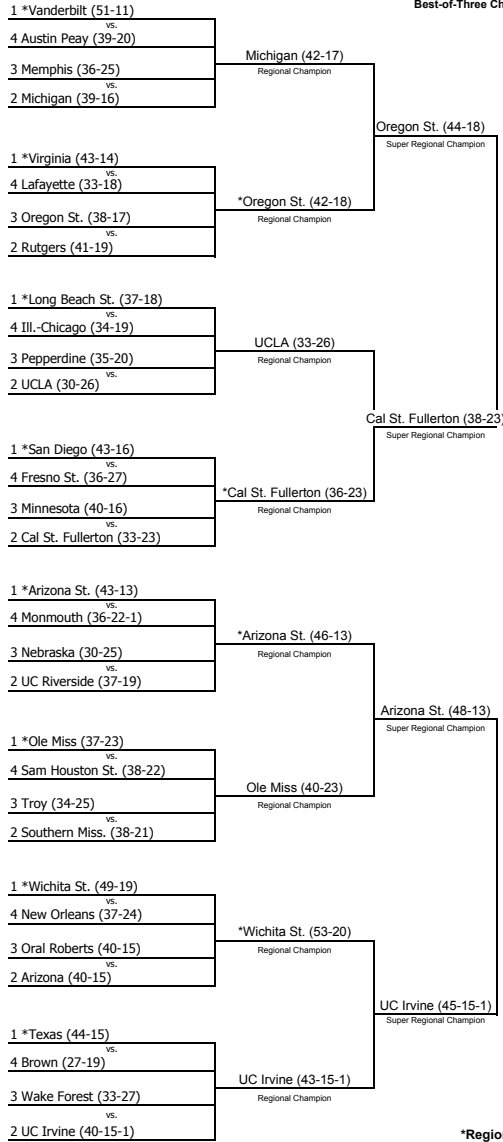 Best-of-Three Ch
1 *Vanderbilt (51-11)
vs.
4 Austin Peay (39-20)
3 Memphis (36-25)
vs.
2 Michigan (39-16)
Michigan (42-17)
Regional Champion
Oregon St. (44-18)
Super Regional Champion
1 *Virginia (43-14)
vs.
4 Lafayette (33-18)
3 Oregon St. (38-17)
vs.
2 Rutgers (41-19)
*Oregon St. (42-18)
Regional Champion
1 *Long Beach St. (37-18)
vs.
4 Ill.-Chicago (34-19)
3 Pepperdine (35-20)
vs.
2 UCLA (30-26)
UCLA (33-26)
Regional Champion
Cal St. Fullerton (38-23)
Super Regional Champion
1 *San Diego (43-16)
vs.
4 Fresno St. (36-27)
3 Minnesota (40-16)
vs.
2 Cal St. Fullerton (33-23)
*Cal St. Fullerton (36-23)
Regional Champion
1 *Arizona St. (43-13)
vs.
4 Monmouth (36-22-1)
3 Nebraska (30-25)
vs.
2 UC Riverside (37-19)
*Arizona St. (46-13)
Regional Champion
Arizona St. (48-13)
Super Regional Champion
1 *Ole Miss (37-23)
vs.
4 Sam Houston St. (38-22)
3 Troy (34-25)
vs.
2 Southern Miss. (38-21)
Ole Miss (40-23)
Regional Champion
1 *Wichita St. (49-19)
vs.
4 New Orleans (37-24)
3 Oral Roberts (40-15)
vs.
2 Arizona (40-15)
*Wichita St. (53-20)
Regional Champion
UC Irvine (45-15-1)
Super Regional Champion
1 *Texas (44-15)
vs.
4 Brown (27-19)
3 Wake Forest (33-27)
vs.
2 UC Irvine (40-15-1)
UC Irvine (43-15-1)
Regional Champion
*Regio